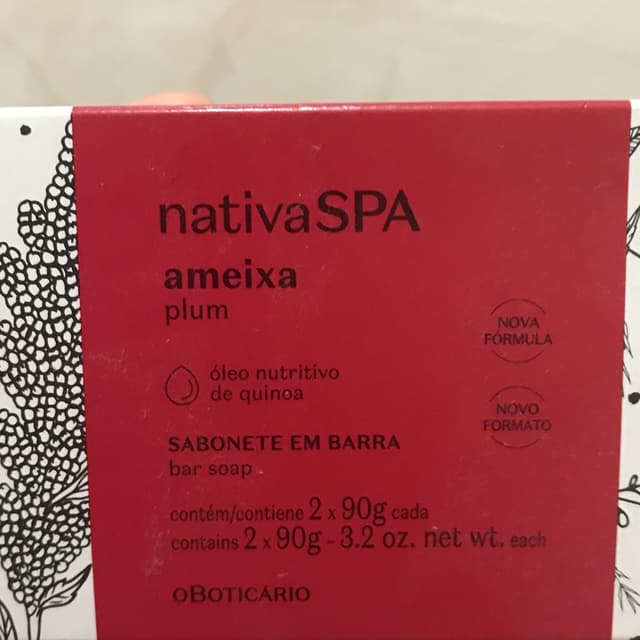 nativaSPA
ameixa
plum
NOVA
FÓRMULA
óleo nutritivo
de quinoa
NOVO
FORMATO
SABONETE EM BARRA
bar soap
contém/contiene 2 x 90g cada
contains 2 x 90g - 3.2 oz. net wt. each
oBOTICÁRIO